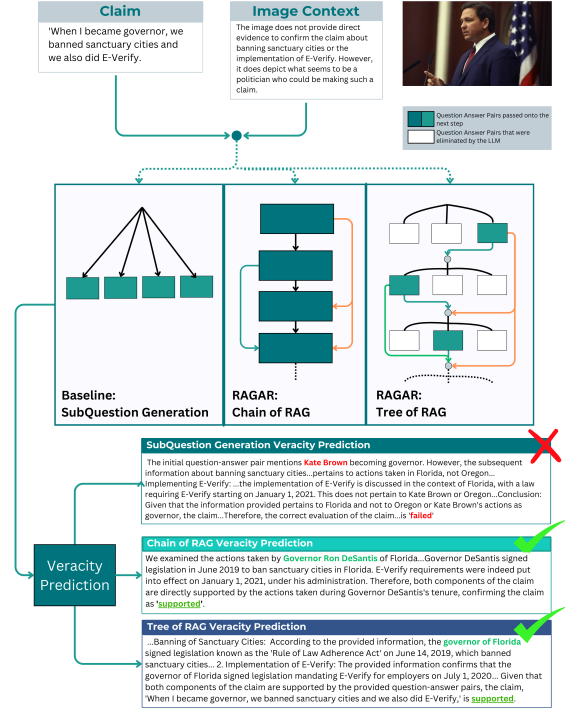 Claim
'When I became governor, we
banned sanctuary cities and
we also did E-Verify.
Image Context
The image does not provide direct
evidence to confirm the claim about
banning sanctuary cities or the
implementation of E-Verify. However,
it does depict what seems to be a
politician who could be making such a
claim.
Question Answer Pairs passed onto the
next step
Question Answer Pairs that were
eliminated by the LLM
Baseline:
SubQuestion Generation
RAGAR:
Chain of RAG
RAGAR:
Tree of RAG
Veracity
Prediction
SubQuestion Generation Veracity Prediction
The initial question-answer pair mentions Kate Brown becoming governor. However, the subsequent
information about banning sanctuary cities...pertains to actions taken in Florida, not Oregon...
Implementing E-Verify: ...the implementation of E-Verify is discussed in the context of Florida, with a law
requiring E-Verify starting on January 1, 2021. This does not pertain to Kate Brown or Oregon...Conclusion:
Given that the information provided pertains to Florida and not to Oregon or Kate Brown's actions as
governor, the claim...Therefore, the correct evaluation of the claim...is 'failed'
Chain of RAG Veracity Prediction
We examined the actions taken by Governor Ron DeSantis of Florida...Governor DeSantis signed
legislation in June 2019 to ban sanctuary cities in Florida. E-Verify requirements were indeed put
into effect on January 1, 2021, under his administration. Therefore, both components of the claim
are directly supported by the actions taken during Governor DeSantis's tenure, confirming the claim
as 'supported'.
Tree of RAG Veracity Prediction
...Banning of Sanctuary Cities: According to the provided information, the governor of Florida
signed legislation known as the 'Rule of Law Adherence Act' on June 14, 2019, which banned
sanctuary cities... 2. Implementation of E-Verify: The provided information confirms that the
governor of Florida signed legislation mandating E-Verify for employers on July 1, 2020... Given that
both components of the claim are supported by the provided question-answer pairs, the claim,
'When I became governor, we banned sanctuary cities and we also did E-Verify,' is supported.